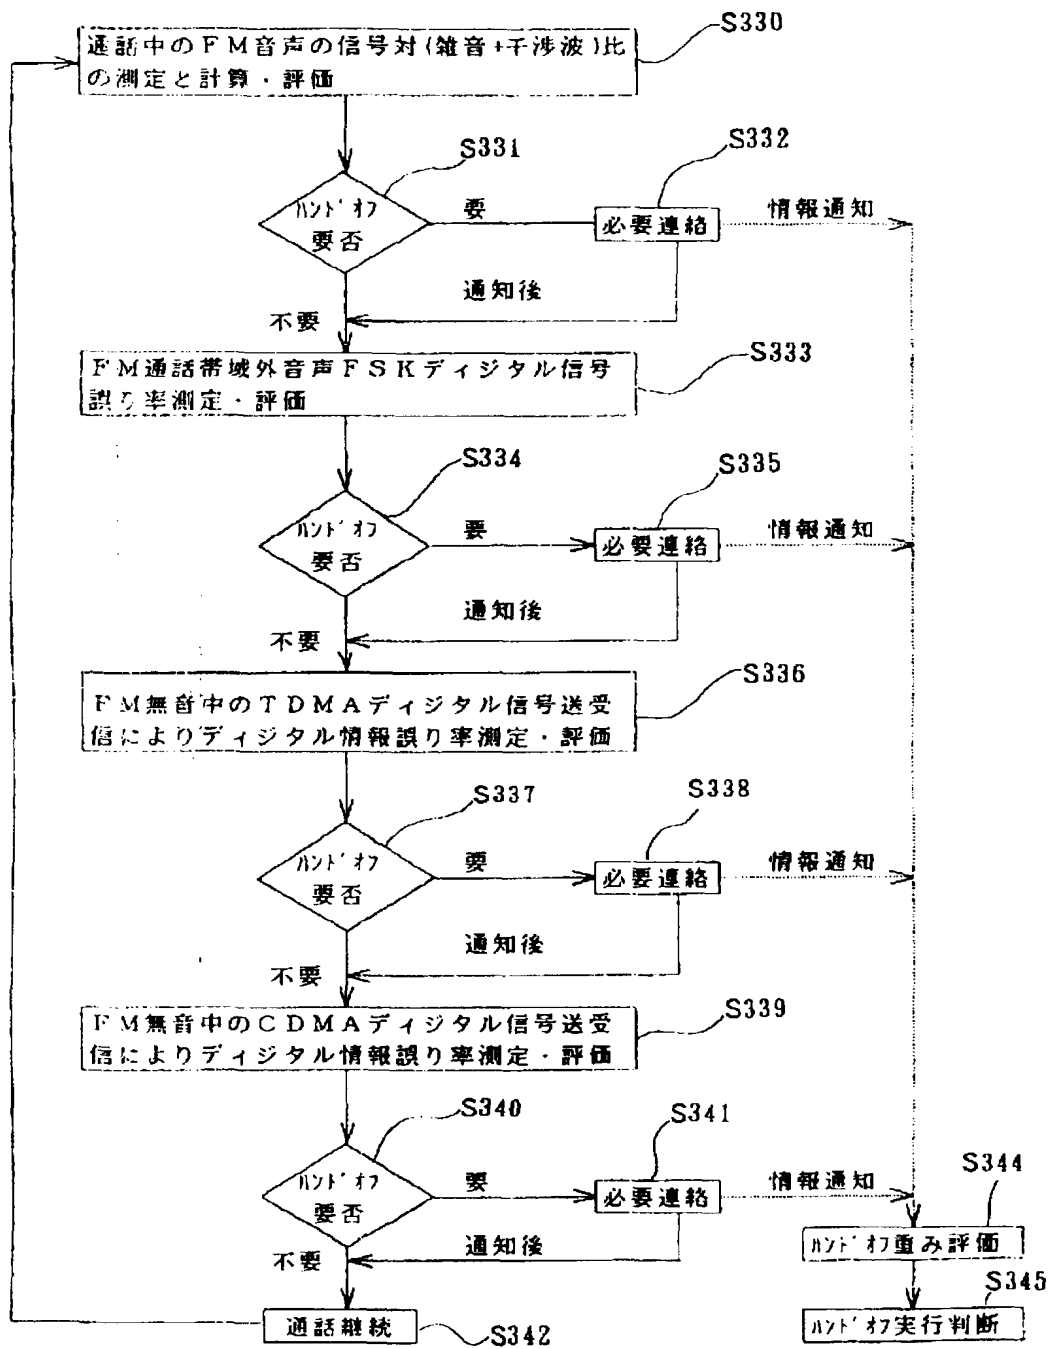 S330
通話中のFM音声の信号対(雑音+干渉波)比
の測定と計算・評価
S331
S332
ハンドオフ
要否
要
必要連絡
情報通知
通知後
不要
S333
FM通話帯域外音声FSKディジタル信号
誤り率測定・評価
S334
S335
ハンドオフ
要否
要
必要連絡
情報通知
通知後
不要
S336
FM無音中のTDMAディジタル信号送受
信によりディジタル情報誤り率測定・評価
S337
S338
ハンドオフ
要否
要
必要連絡
情報通知
通知後
不要
S339
FM無音中のCDMAディジタル信号送受
信によりディジタル情報誤り率測定・評価
S340
S341
ハンドオフ
要否
要
必要連絡
情報通知
通知後
不要
S344
ハンドオフ重み評価
S345
ハンドオフ実行判断
通話継続
S342